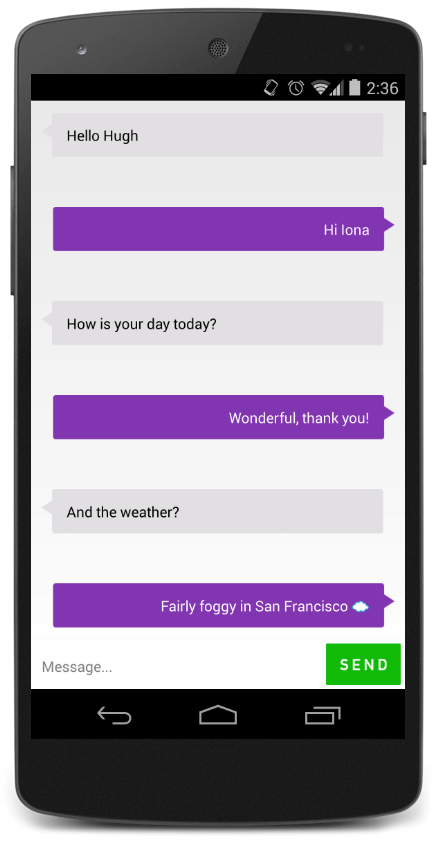 2:36
Hello Hugh
Hi Iona
How is your day today?
Wonderful, thank you!
And the weather?
Fairly foggy in San Francisco ☁️
Message...
SEND